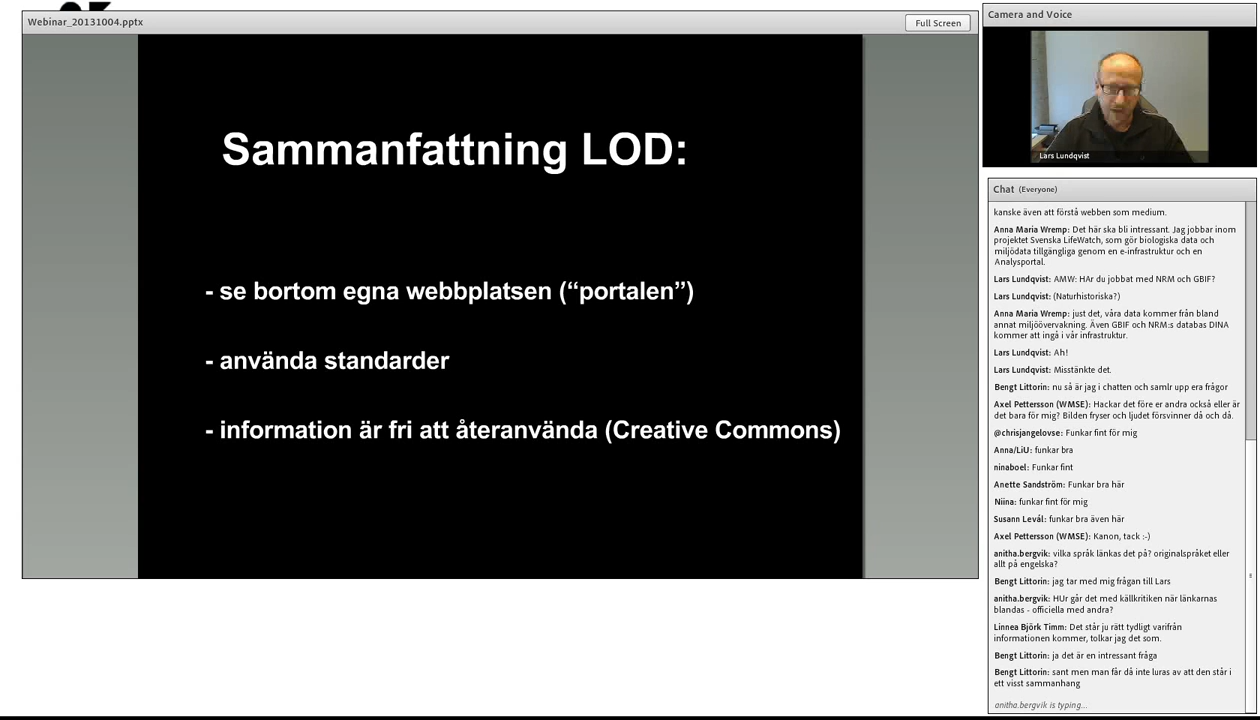 Webinar_20131004.pptx
Full Screen
Sammanfattning LOD:
- se bortom egna webbplatsen (“portalen”)
- använda standarder
- information är fri att återanvända (Creative Commons)
Camera and Voice
Lars Lundqvist
Chat (Everyone)
kanske även att förstå webben som medium.
Anna Maria Wremp: Det här ska bli intressant. Jag jobbar inom
projektet Svenska LifeWatch, som gör biologiska data och
miljödata tillgängliga genom en e-infrastruktur och en
Analysportal.
Lars Lundqvist: AMW: HAr du jobbat med NRM och GBIF?
Lars Lundqvist: (Naturhistoriska?)
Anna Maria Wremp: just det, våra data kommer från bland
annat miljöövervakning. Även GBIF och NRM:s databas DINA
kommer att ingå i vår infrastruktur.
Lars Lundqvist: Ah!
Lars Lundqvist: Misstänkte det.
Bengt Littorin: nu så är jag i chatten och samlr upp era frågor
Axel Pettersson (WMSE): Hackar det före er andra också eller är
det bara för mig? Bilden fryser och ljudet försvinner då och då.
@chrisjangelovse: Funkar fint för mig
Anna/LiU: funkar bra
ninaboel: Funkar fint
Anette Sandström: Funkar bra här
Niina: funkar fint för mig
Susann Levál: funkar bra även här
Axel Pettersson (WMSE): Kanon, tack :-)
anitha.bergvik: vilka språk länkas det på? originalspråket eller
allt på engelska?
Bengt Littorin: jag tar med mig frågan till Lars
anitha.bergvik: HUr går det med källkritiken när länkarnas
blandas - officiella med andra?
Linnea Björk Timm: Det står ju rätt tydligt varifrån
informationen kommer, tolkar jag det som.
Bengt Littorin: ja det är en intressant fråga
Bengt Littorin: sant men man får då inte luras av att den står i
ett visst sammanhang
anitha.bergvik is typing...